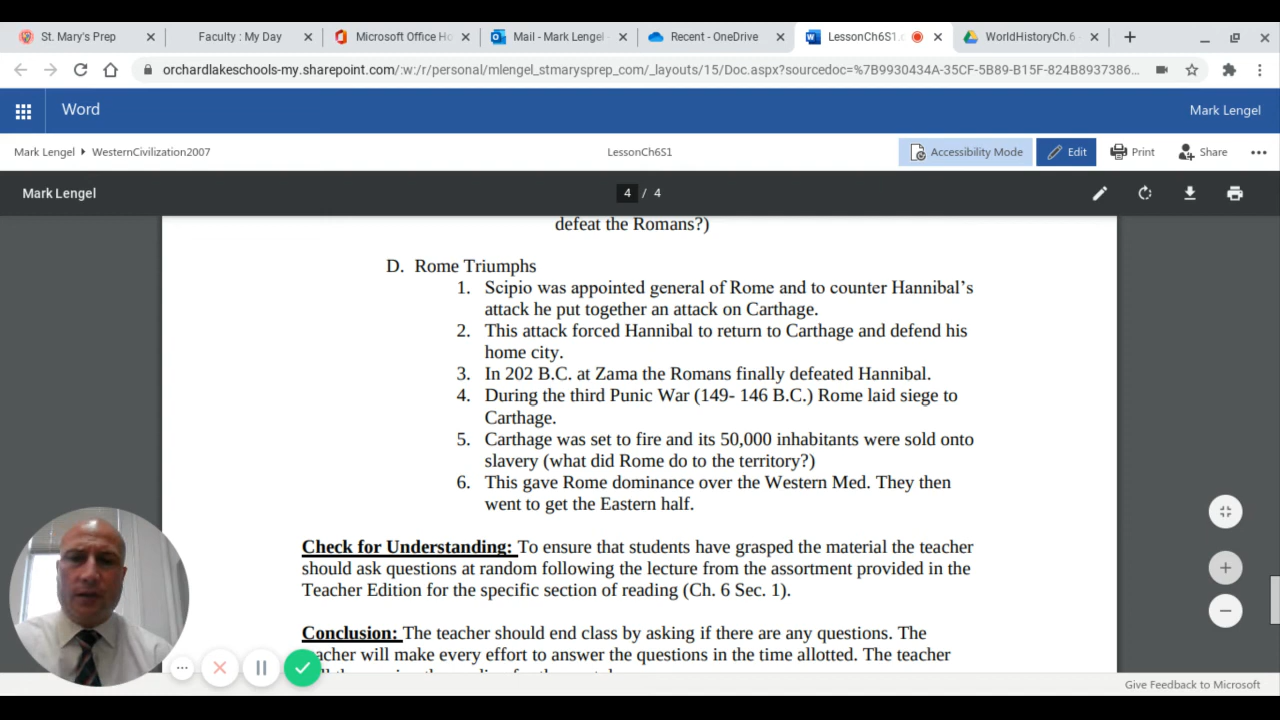 St. Mary's Prep
Faculty : My Day
Microsoft Office Ho
Mail - Mark Lengel -
Recent - OneDrive
LessonCh6S1.
WorldHistoryCh.6 -
orchardlakeschools-my.sharepoint.com/:w:/r/personal/mlengel_stmarysprep_com/_layouts/15/Doc.aspx?sourcedoc=%7B9930434A-35CF-5B89-B15F-824B8937386...
Word
Mark Lengel
Mark Lengel WesternCivilization2007
LessonCh6S1
Accessibility Mode
Edit
Print
Share
Mark Lengel
4 / 4
defeat the Romans?)
D. Rome Triumphs
1. Scipio was appointed general of Rome and to counter Hannibal's
attack he put together an attack on Carthage.
2. This attack forced Hannibal to return to Carthage and defend his
home city.
3. In 202 B.C. at Zama the Romans finally defeated Hannibal.
4. During the third Punic War (149- 146 B.C.) Rome laid siege to
Carthage.
5. Carthage was set to fire and its 50,000 inhabitants were sold onto
slavery (what did Rome do to the territory?)
6. This gave Rome dominance over the Western Med. They then
went to get the Eastern half.
Check for Understanding: To ensure that students have grasped the material the teacher
should ask questions at random following the lecture from the assortment provided in the
Teacher Edition for the specific section of reading (Ch. 6 Sec. 1).
Conclusion: The teacher should end class by asking if there are any questions. The
teacher will make every effort to answer the questions in the time allotted. The teacher
Give Feedback to Microsoft